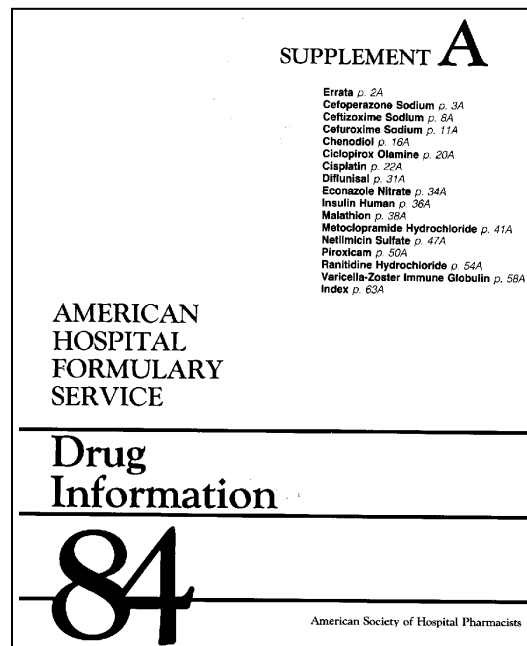 SUPPLEMENT A
Errata p. 2A
Cefoperazone Sodium p. 3A
Ceftizoxime Sodium p. 8A
Cefuroxime Sodium p. 11A
Chenodiol p. 16A
Ciclopirox Olamine p. 20A
Cisplatin p. 22A
Diflunisal p. 31A
Econazole Nitrate p. 34A
Insulin Human p. 36A
Malathion p. 38A
Metoclopramide Hydrochloride p. 41A
Netilmicin Sulfate p. 47A
Piroxicam p. 50A
Ranitidine Hydrochloride p. 54A
Varicella-Zoster Immune Globulin p. 58A
Index p. 63A
AMERICAN
HOSPITAL
FORMULARY
SERVICE
Drug
Information
84
American Society of Hospital Pharmacists